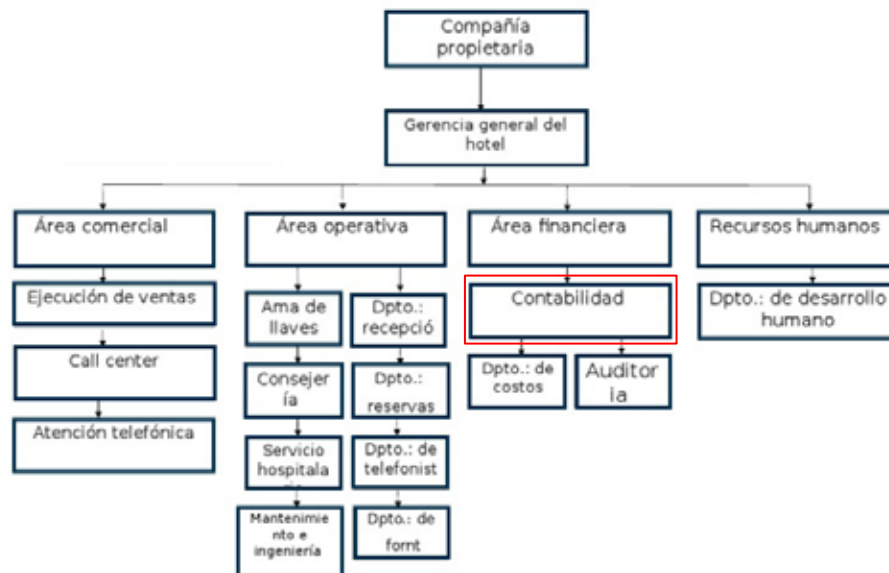 Compañía
propietaria
Gerencia general del
hotel
Área comercial
Área operativa
Área financiera
Recursos humanos
Ejecución de ventas
Ama de
llaves
Dpto.:
recepció
Contabilidad
Dpto.: de desarrollo
humano
Call center
Consejer
ía
Dpto.:
reservas
Dpto.: de
costos
Auditor
ia
Atención telefónica
Servicio
hospitala
Dpto.: de
telefonist
Mantenimie
nto e
ingeniería
Dpto.: de
fornt